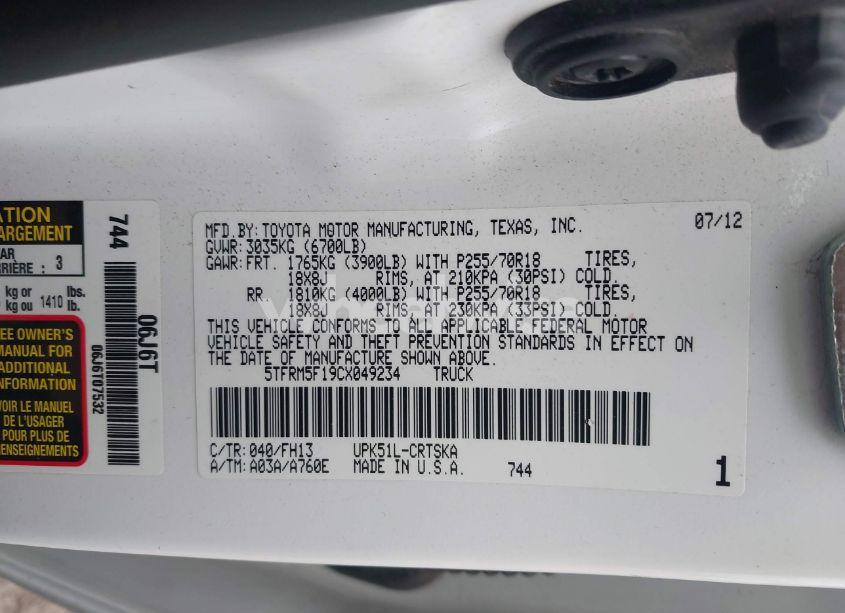 ATION
ARGEMENT
AR
RRIÈRE : 3
kg or lbs.
kg ou 1410 lb.
EE OWNER'S
MANUAL FOR
ADDITIONAL
INFORMATION
VOIR LE MANUEL
DE L'USAGER
POUR PLUS DE
RENSEIGNEMENTS
744
06J6T
06J6T07532
MFD.BY: TOYOTA MOTOR MANUFACTURING, TEXAS, INC. 07/12
GVWR: 3035KG (6700LB)
GAWR: FRT. 1765KG (3900LB) WITH P255/70R18 TIRES,
18X8J RIMS, AT 210KPA (30PSI) COLD.
RR. 1810KG (4000LB) WITH P255/70R18 TIRES,
18X8J RIMS, AT 230KPA (33PSI) COLD.
THIS VEHICLE CONFORMS TO ALL APPLICABLE FEDERAL MOTOR
VEHICLE SAFETY AND THEFT PREVENTION STANDARDS IN EFFECT ON
THE DATE OF MANUFACTURE SHOWN ABOVE.
5TFRM5F19CX049234 TRUCK
C/TR: 040/FH13 UPK51L-CRTSKA
A/TM: A03A/A760E MADE IN U.S.A. 744 1